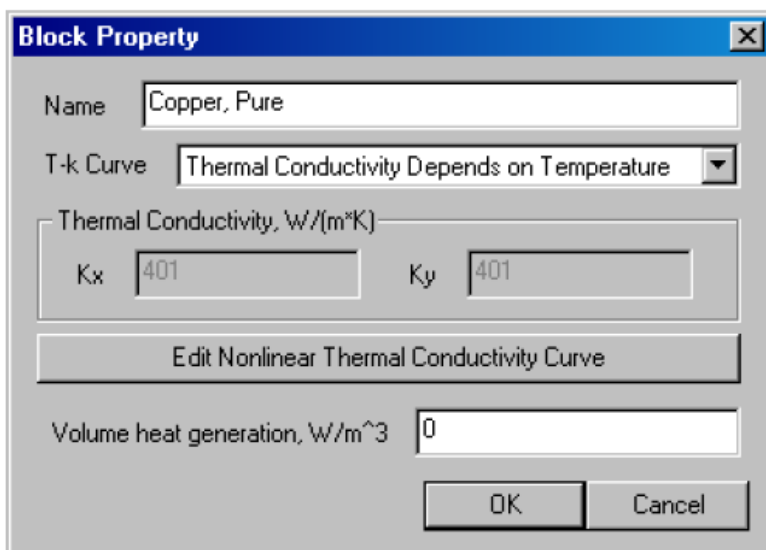 Block Property
Name Copper, Pure
T-k Curve Thermal Conductivity Depends on Temperature
Thermal Conductivity, W/(m*K)
Kx 401 Ky 401
Edit Nonlinear Thermal Conductivity Curve
Volume heat generation, W/m^3 0
OK Cancel